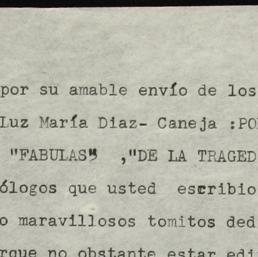 por su amable envío de los
Luz María Diaz- Caneja :PO
"FABULAS" ,"DE LA TRAGED
ólogos que usted escribio
o maravillosos tomitos ded
rque no obstante estar edi